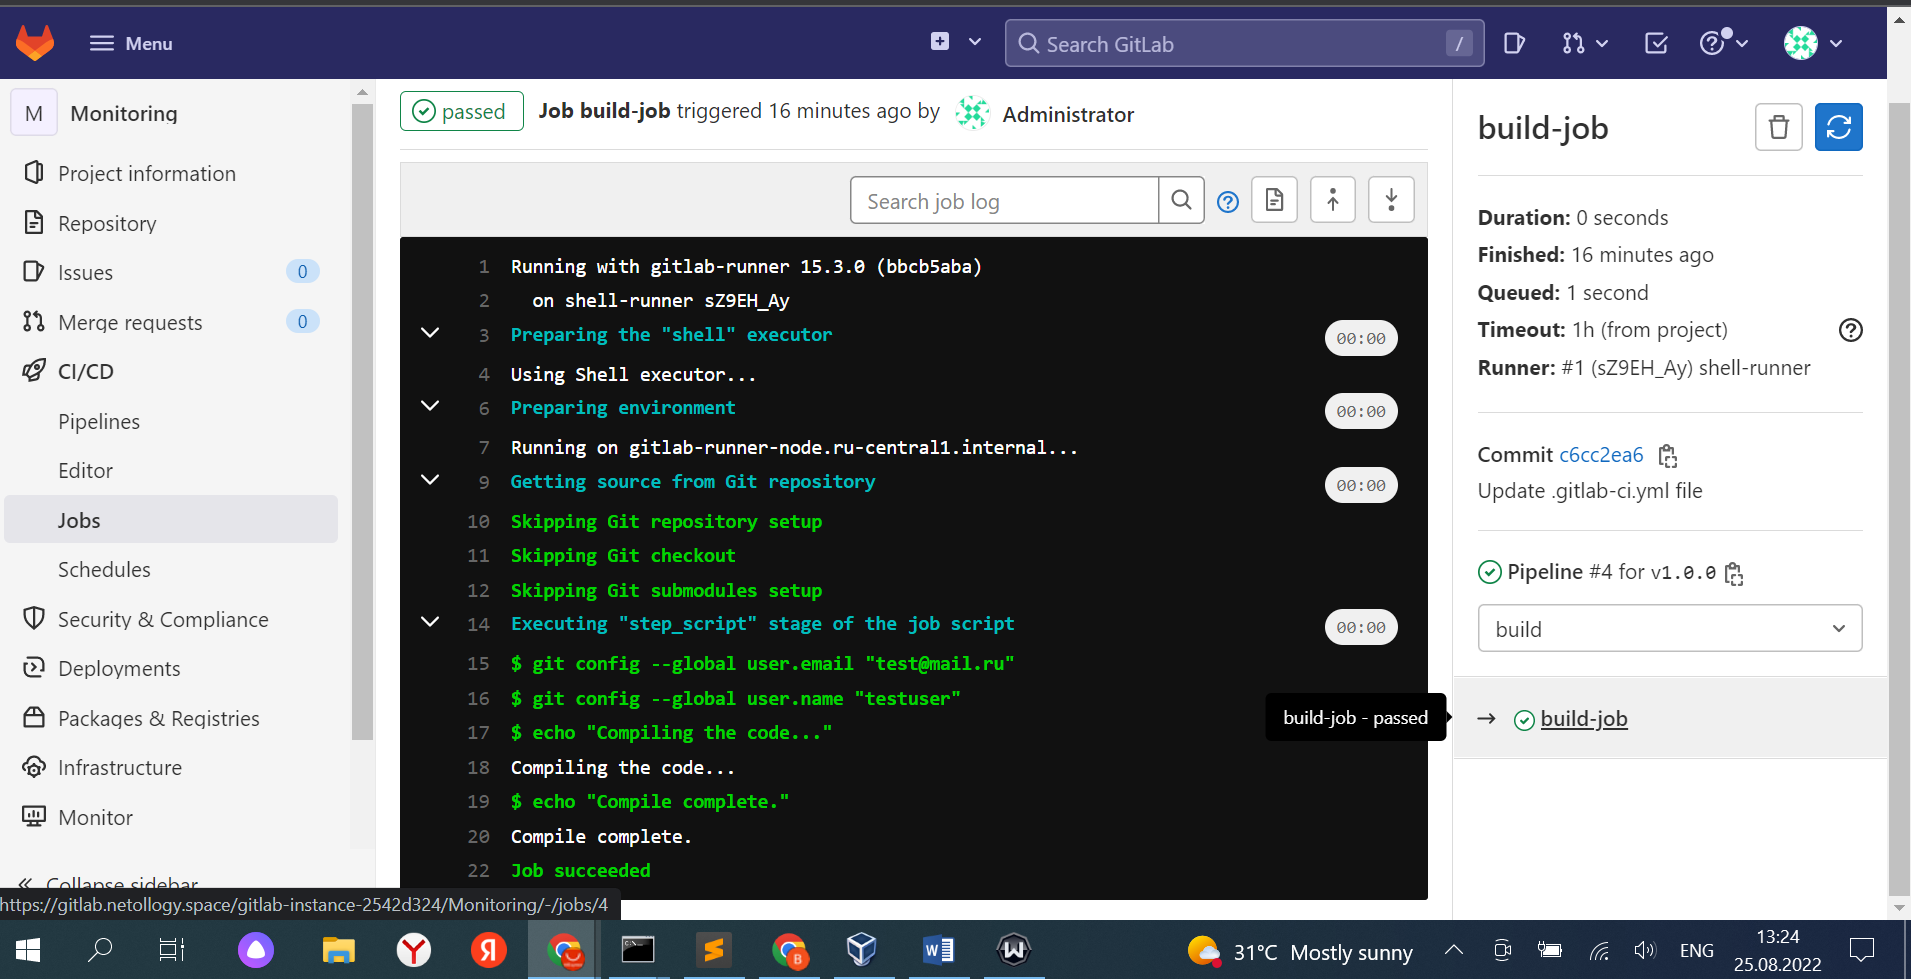 Menu
Search GitLab
/
M Monitoring
Project information
Repository
Issues 0
Merge requests 0
CI/CD
Pipelines
Editor
Jobs
Schedules
Security & Compliance
Deployments
Packages & Registries
Infrastructure
Monitor
Collapse sidebar
https://gitlab.netollogy.space/gitlab-instance-2542d324/Monitoring/-/jobs/4
passed Job build-job triggered 16 minutes ago by Administrator
Search job log
1 Running with gitlab-runner 15.3.0 (bbcb5aba)
2 on shell-runner sZ9EH_Ay
3 Preparing the "shell" executor 00:00
4 Using Shell executor...
6 Preparing environment 00:00
7 Running on gitlab-runner-node.ru-central1.internal...
9 Getting source from Git repository 00:00
10 Skipping Git repository setup
11 Skipping Git checkout
12 Skipping Git submodules setup
14 Executing "step_script" stage of the job script 00:00
15 $ git config --global user.email "test@mail.ru"
16 $ git config --global user.name "testuser"
17 $ echo "Compiling the code..."
18 Compiling the code...
19 $ echo "Compile complete."
20 Compile complete.
22 Job succeeded
build-job
Duration: 0 seconds
Finished: 16 minutes ago
Queued: 1 second
Timeout: 1h (from project)
Runner: #1 (sZ9EH_Ay) shell-runner
Commit c6cc2ea6
Update .gitlab-ci.yml file
Pipeline #4 for v1.0.0
build
build-job - passed
build-job
31°C Mostly sunny
ENG
13:24
25.08.2022